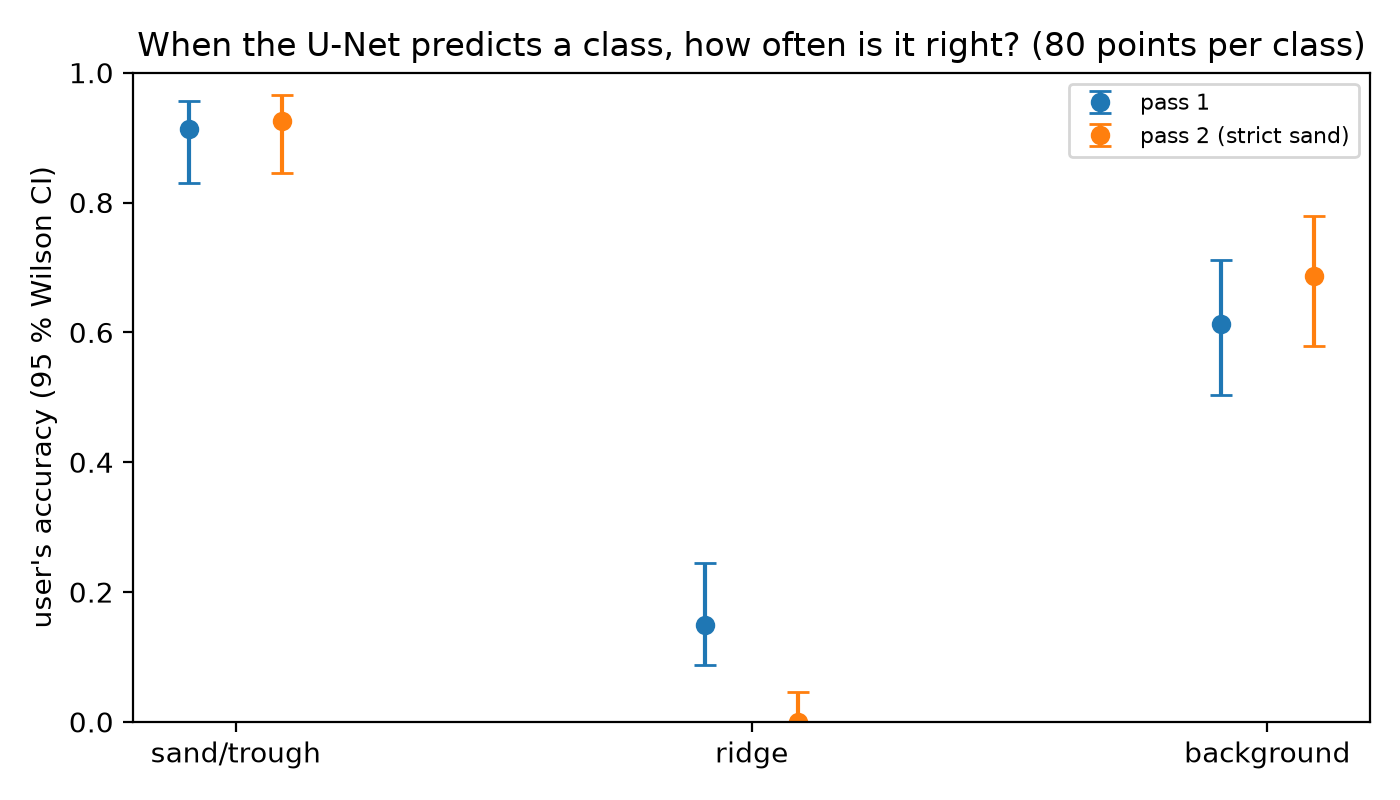 When the U-Net predicts a class, how often is it right? (80 points per class)
user's accuracy (95 % Wilson CI)
1.0
0.8
0.6
0.4
0.2
0.0
pass 1
pass 2 (strict sand)
sand/trough
ridge
background